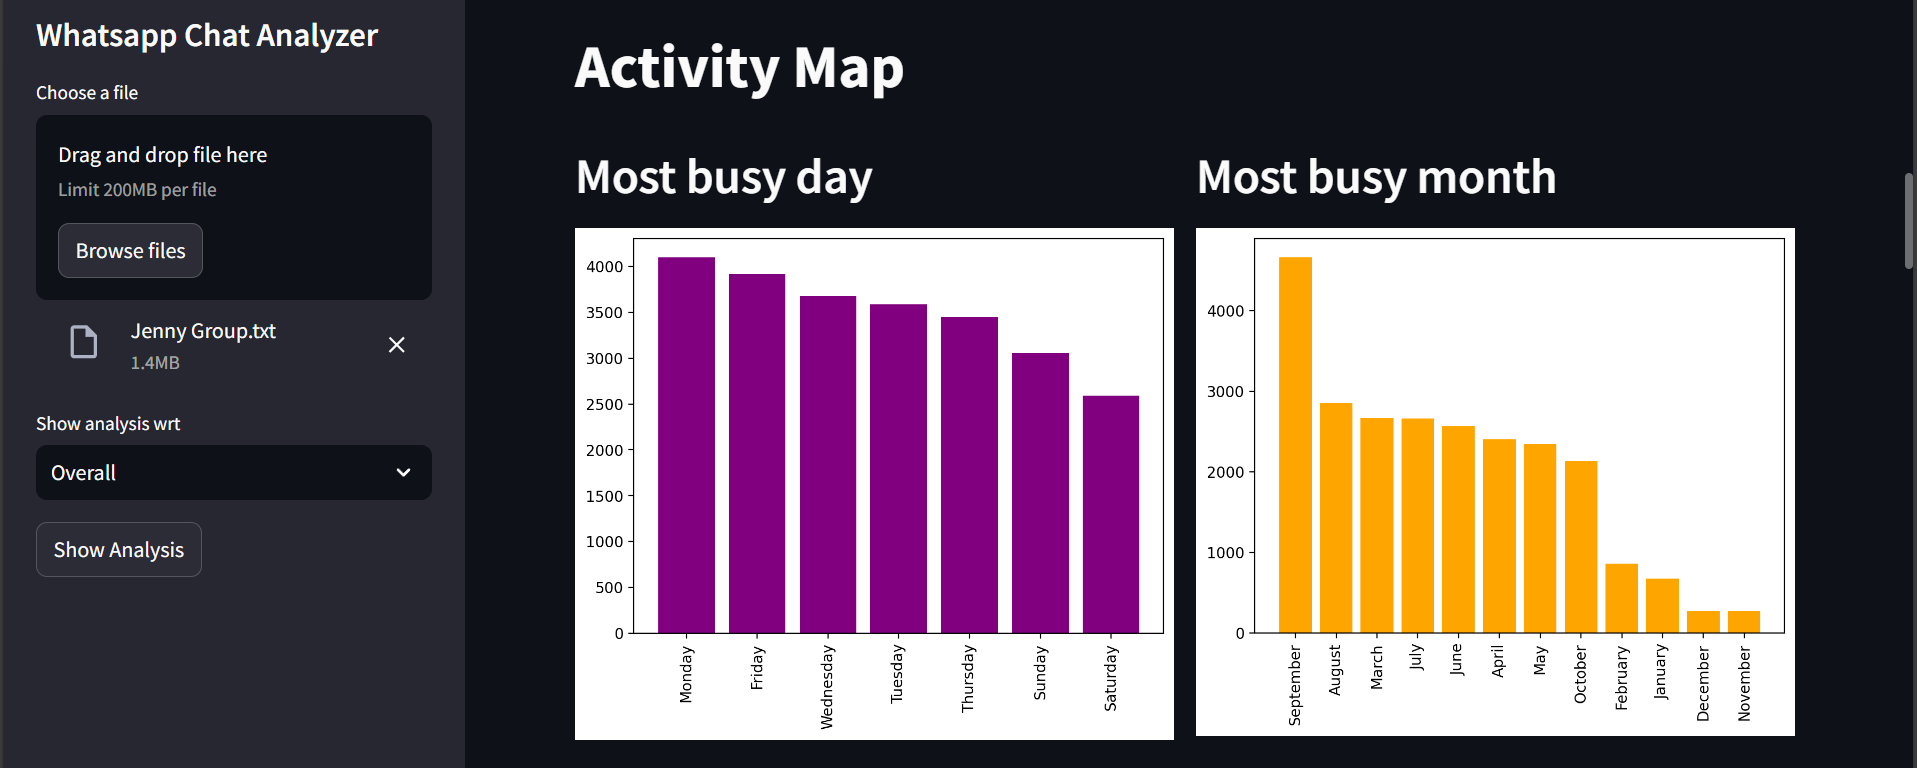 Whatsapp Chat Analyzer
Choose a file
Drag and drop file here
Limit 200MB per file
Browse files
Jenny Group.txt
1.4MB
Show analysis wrt
Overall
Show Analysis
Activity Map
Most busy day
4000
3500
3000
2500
2000
1500
1000
500
0
Monday
Friday
Wednesday
Tuesday
Thursday
Sunday
Saturday
Most busy month
4000
3000
2000
1000
0
September
August
March
July
June
April
May
October
February
January
December
November